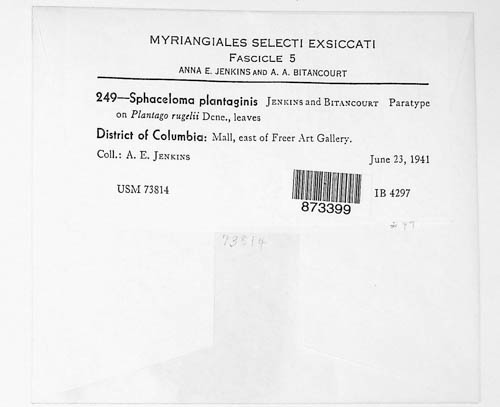 MYRIANGIALES SELECTI EXSICCATI
FASCICLE 5
ANNA E. JENKINS AND A. A. BITANCOURT
249—Sphaceloma plantaginis JENKINS and BITANCOURT Paratype
on Plantago rugelii Dcne., leaves
District of Columbia: Mall, east of Freer Art Gallery.
Coll.: A. E. JENKINS June 23, 1941
USM 73814 IB 4297
873399
73814